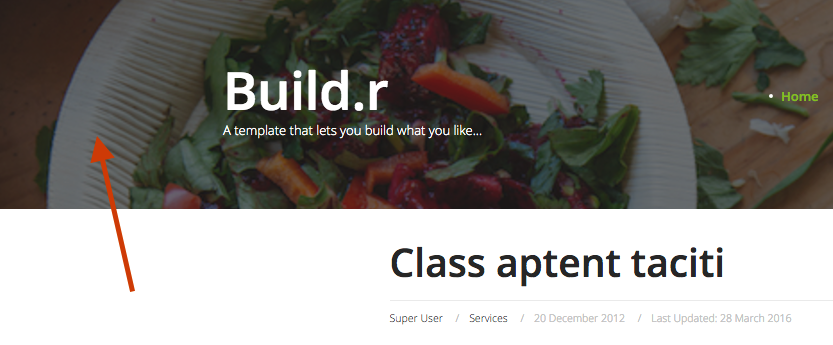 Build.r
A template that lets you build what you like...
• Home
Class aptent taciti
Super User / Services / 20 December 2012 / Last Updated: 28 March 2016